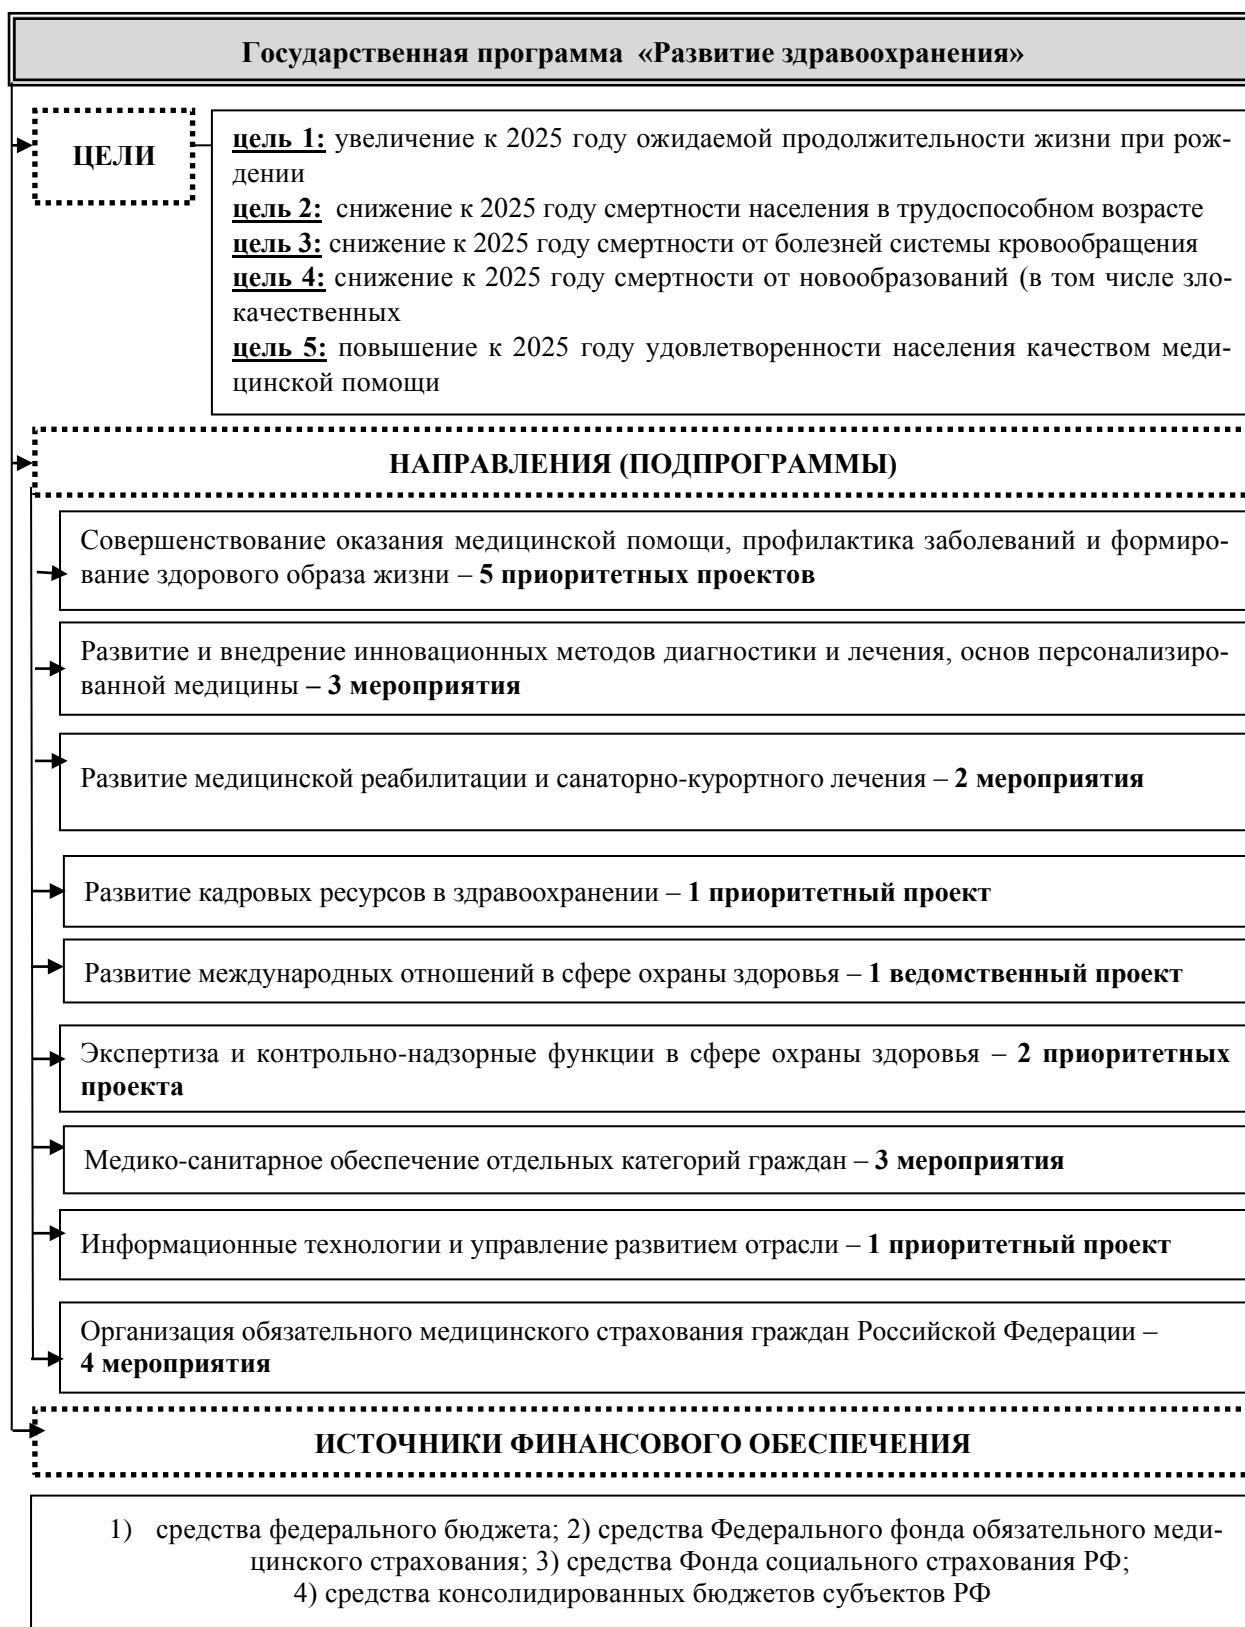 Государственная программа «Развитие здравоохранения»
ЦЕЛИ
цель 1: увеличение к 2025 году ожидаемой продолжительности жизни при рож-
дении
цель 2: снижение к 2025 году смертности населения в трудоспособном возрасте
цель 3: снижение к 2025 году смертности от болезней системы кровообращения
цель 4: снижение к 2025 году смертности от новообразований (в том числе зло-
качественных
цель 5: повышение к 2025 году удовлетворенности населения качеством меди-
цинской помощи
НАПРАВЛЕНИЯ (ПОДПРОГРАММЫ)
Совершенствование оказания медицинской помощи, профилактика заболеваний и формиро-
вание здорового образа жизни – 5 приоритетных проектов
Развитие и внедрение инновационных методов диагностики и лечения, основ персонализиро-
ванной медицины – 3 мероприятия
Развитие медицинской реабилитации и санаторно-курортного лечения – 2 мероприятия
Развитие кадровых ресурсов в здравоохранении – 1 приоритетный проект
Развитие международных отношений в сфере охраны здоровья – 1 ведомственный проект
Экспертиза и контрольно-надзорные функции в сфере охраны здоровья – 2 приоритетных
проекта
Медико-санитарное обеспечение отдельных категорий граждан – 3 мероприятия
Информационные технологии и управление развитием отрасли – 1 приоритетный проект
Организация обязательного медицинского страхования граждан Российской Федерации –
4 мероприятия
ИСТОЧНИКИ ФИНАНСОВОГО ОБЕСПЕЧЕНИЯ
1) средства федерального бюджета; 2) средства Федерального фонда обязательного меди-
цинского страхования; 3) средства Фонда социального страхования РФ;
4) средства консолидированных бюджетов субъектов РФ